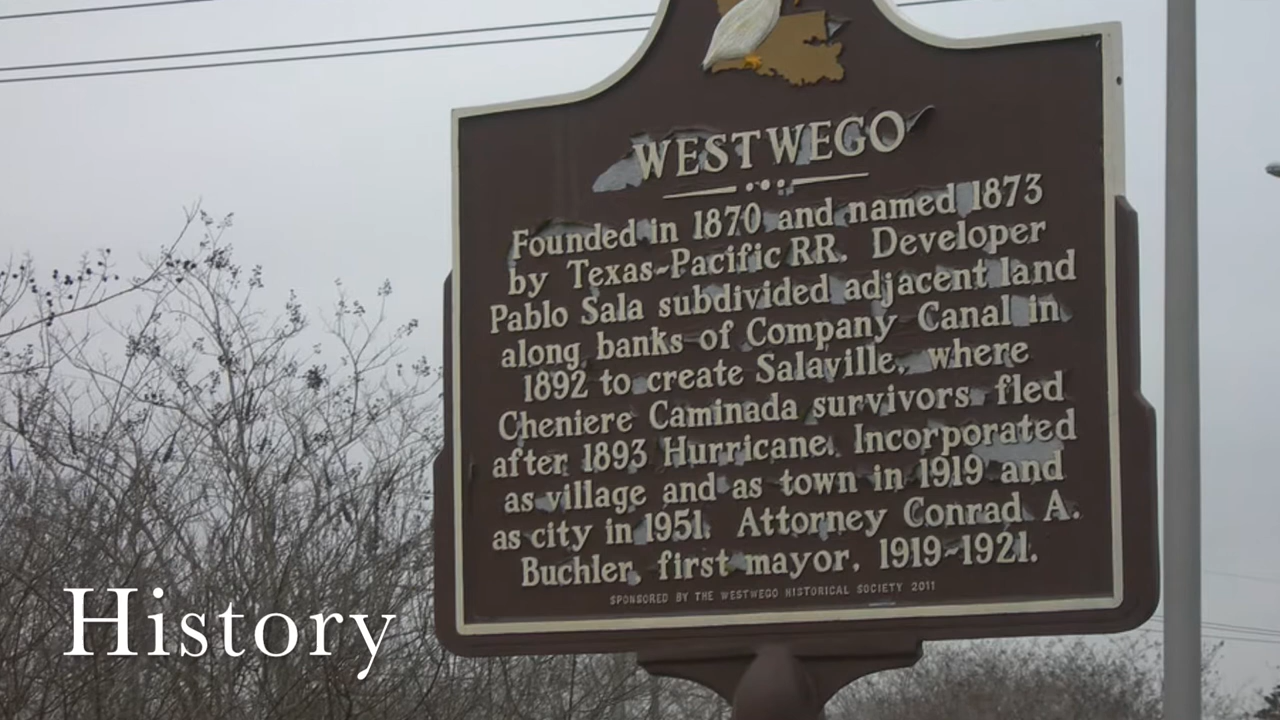 WESTWEGO
Founded in 1870 and named 1873
by Texas-Pacific RR. Developer
Pablo Sala subdivided adjacent land
along banks of Company Canal in
1892 to create Salaville, where
Cheniere Caminada survivors fled
after 1893 Hurricane. Incorporated
as village and as town in 1919 and
as city in 1951. Attorney Conrad A.
Buchler, first mayor, 1919-1921.
SPONSORED BY THE WESTWEGO HISTORICAL SOCIETY 2011
History